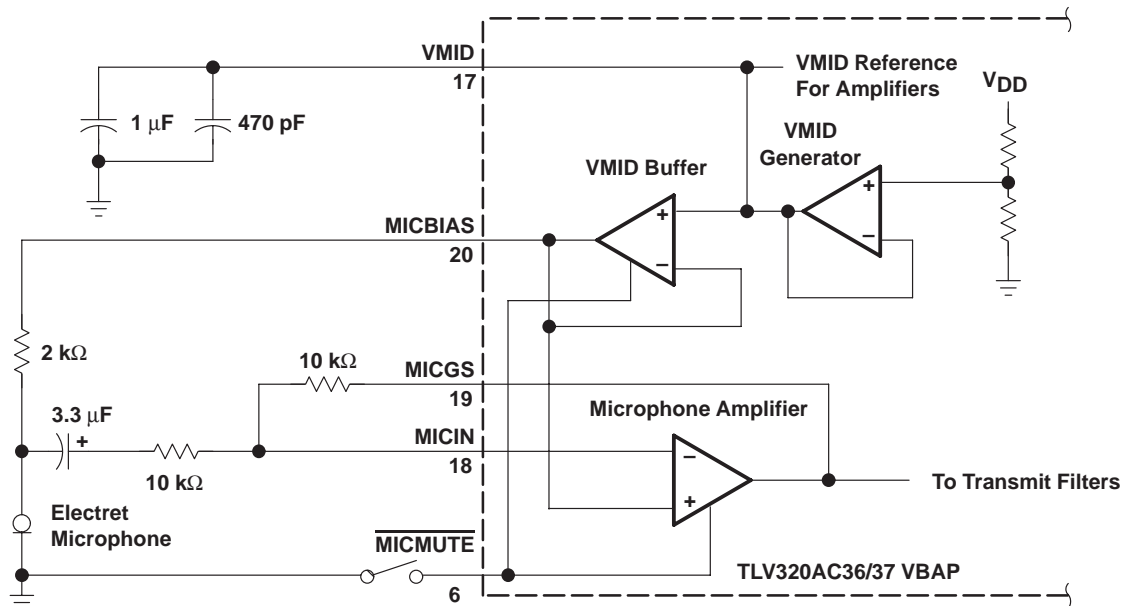 VMID
17
VMID Reference
For Amplifiers
VDD
1 μF
470 pF
VMID
Generator
+
−
VMID Buffer
+
−
MICBIAS
20
2 kΩ
10 kΩ
MICGS
19
Microphone Amplifier
3.3 μF
+
10 kΩ
MICIN
18
−
+
To Transmit Filters
Electret
Microphone
MICMUTE
6
TLV320AC36/37 VBAP